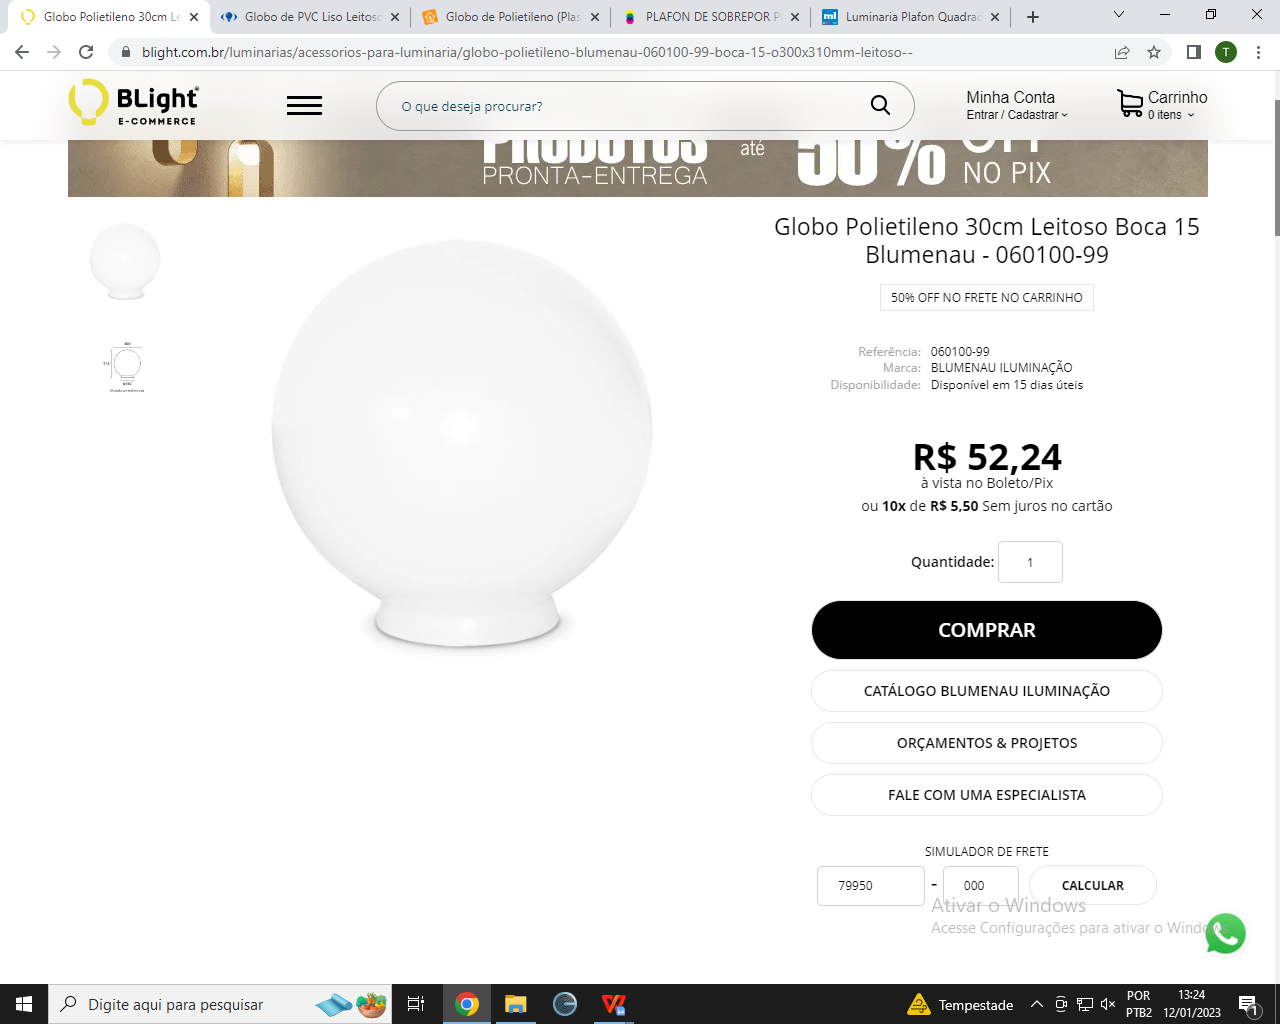 Globo Polietileno 30cm Le
Globo de PVC Liso Leitoso
Globo de Polietileno (Plas
PLAFON DE SOBREPOR P
Luminaria Plafon Quadrad
blight.com.br/luminarias/acessorios-para-luminaria/globo-polietileno-blumenau-060100-99-boca-15-o300x310mm-leitoso--
T
BLight
E-COMMERCE
O que deseja procurar?
Minha Conta
Entrar / Cadastrar
Carrinho
0 itens
PRODUTOS
PRONTA-ENTREGA
até
50%
OFF
NO PIX
Globo Polietileno 30cm Leitoso Boca 15
Blumenau - 060100-99
50% OFF NO FRETE NO CARRINHO
Referência: 060100-99
Marca: BLUMENAU ILUMINAÇÃO
Disponibilidade: Disponível em 15 dias úteis
R$ 52,24
à vista no Boleto/Pix
ou 10x de R$ 5,50 Sem juros no cartão
Quantidade: 1
COMPRAR
CATÁLOGO BLUMENAU ILUMINAÇÃO
ORÇAMENTOS & PROJETOS
FALE COM UMA ESPECIALISTA
SIMULADOR DE FRETE
79950 - 000 CALCULAR
Ativar o Windows
Acesse Configurações para ativar o Windows.
Digite aqui para pesquisar
Tempestade
POR
PTB2
13:24
12/01/2023
1